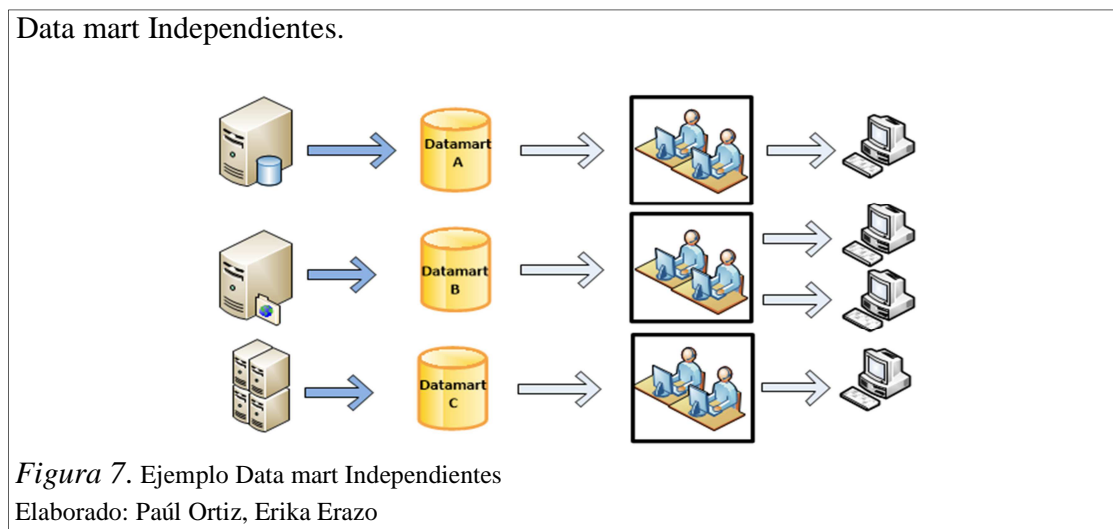 Data mart Independientes.
Datamart
A
Datamart
B
Datamart
C
Figura 7. Ejemplo Data mart Independientes
Elaborado: Paúl Ortiz, Erika Erazo